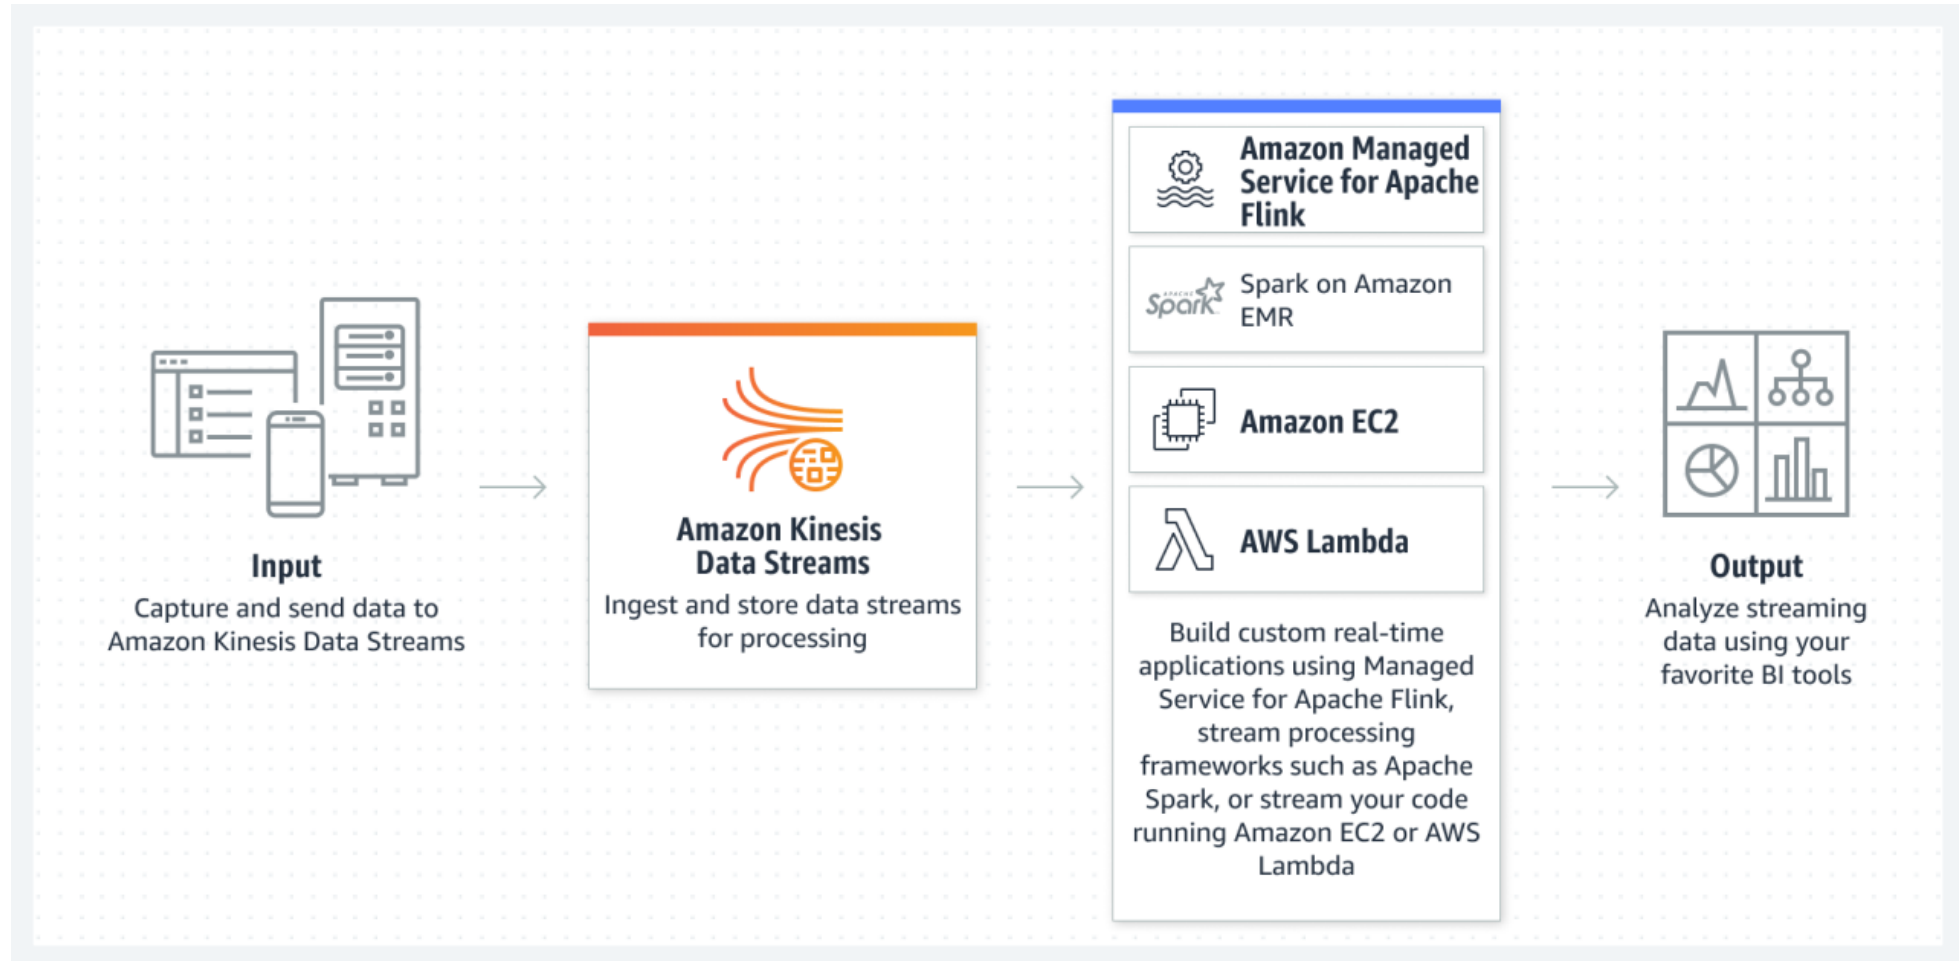 Input
Capture and send data to
Amazon Kinesis Data Streams
Amazon Kinesis
Data Streams
Ingest and store data streams
for processing
Amazon Managed
Service for Apache
Flink
APACHE
Spark
Spark on Amazon
EMR
Amazon EC2
AWS Lambda
Build custom real-time
applications using Managed
Service for Apache Flink,
stream processing
frameworks such as Apache
Spark, or stream your code
running Amazon EC2 or AWS
Lambda
Output
Analyze streaming
data using your
favorite BI tools